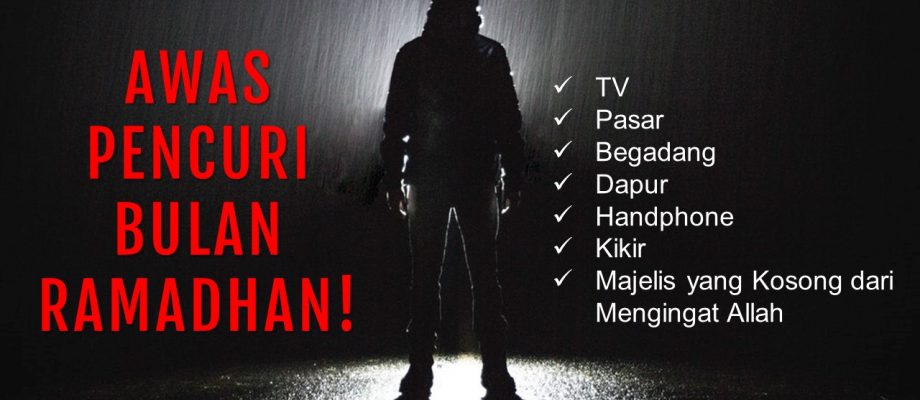 AWAS
PENCURI
BULAN
RAMADHAN!
✓ TV
✓ Pasar
✓ Begadang
✓ Dapur
✓ Handphone
✓ Kikir
✓ Majelis yang Kosong dari
Mengingat Allah